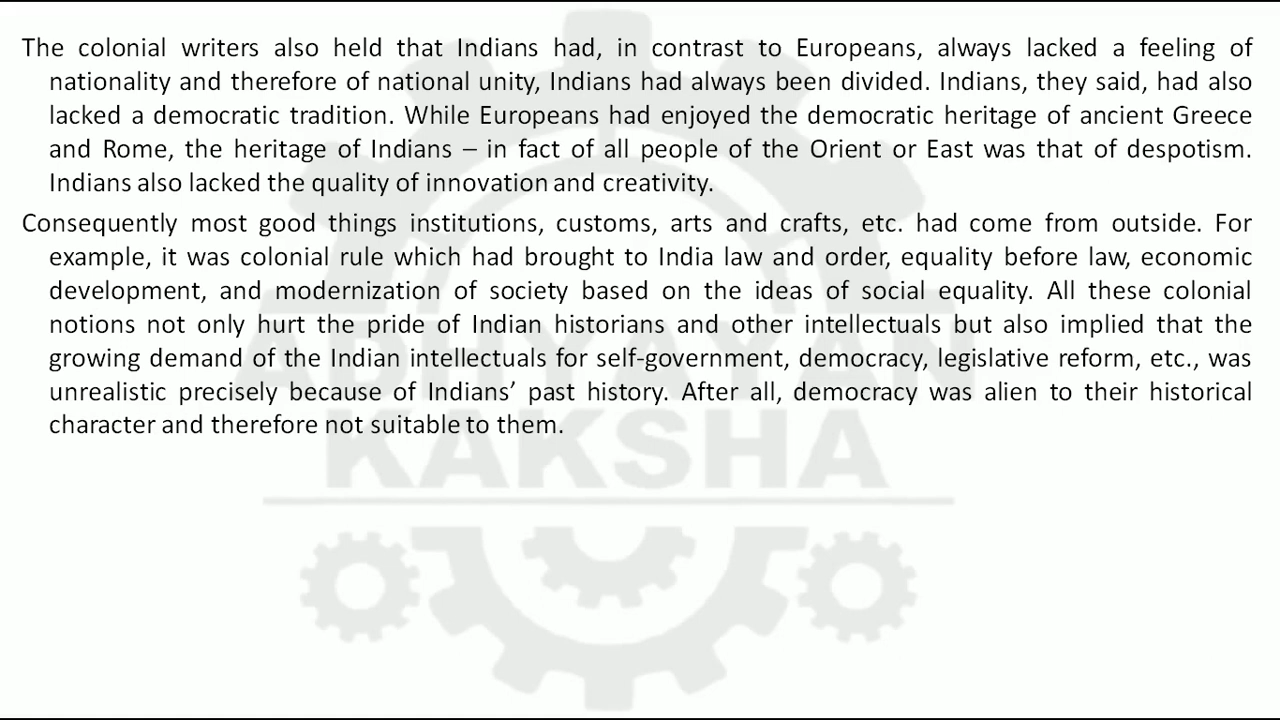 The colonial writers also held that Indians had, in contrast to Europeans, always lacked a feeling of
nationality and therefore of national unity, Indians had always been divided. Indians, they said, had also
lacked a democratic tradition. While Europeans had enjoyed the democratic heritage of ancient Greece
and Rome, the heritage of Indians – in fact of all people of the Orient or East was that of despotism.
Indians also lacked the quality of innovation and creativity.
Consequently most good things institutions, customs, arts and crafts, etc. had come from outside. For
example, it was colonial rule which had brought to India law and order, equality before law, economic
development, and modernization of society based on the ideas of social equality. All these colonial
notions not only hurt the pride of Indian historians and other intellectuals but also implied that the
growing demand of the Indian intellectuals for self-government, democracy, legislative reform, etc., was
unrealistic precisely because of Indians’ past history. After all, democracy was alien to their historical
character and therefore not suitable to them.
ADHYAYAN
KAKSHA